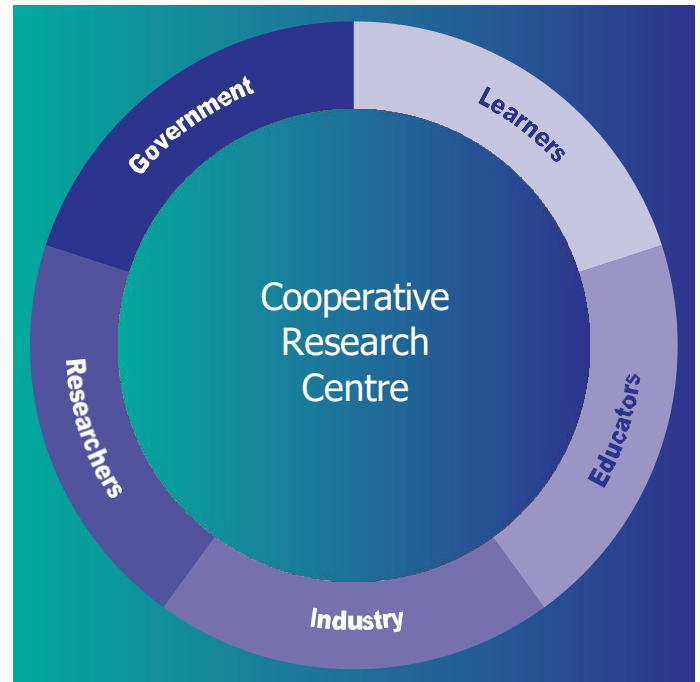 Government
Learners
Cooperative
Research
Centre
Researchers
Educators
Industry